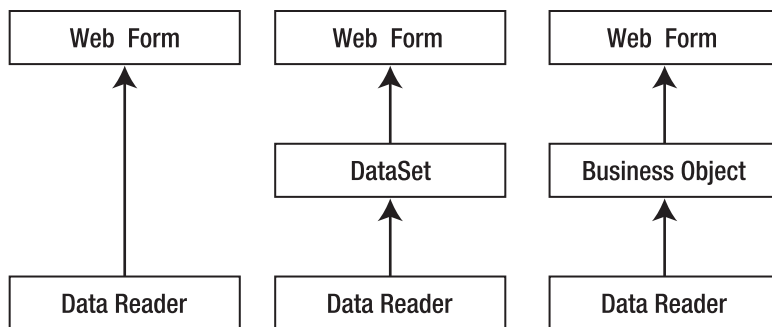 Web Form
Web Form
Web Form
DataSet
Business Object
Data Reader
Data Reader
Data Reader